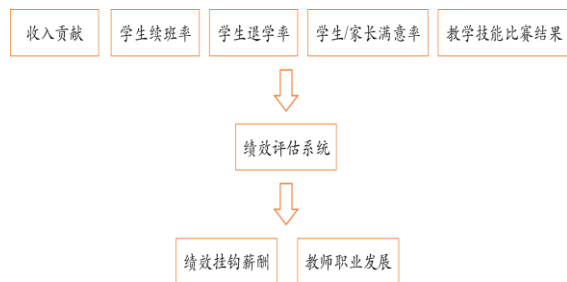 收入贡献
学生续班率
学生退学率
学生/家长满意率
教学技能比赛结果
绩效评估系统
绩效挂钩薪酬
教师职业发展